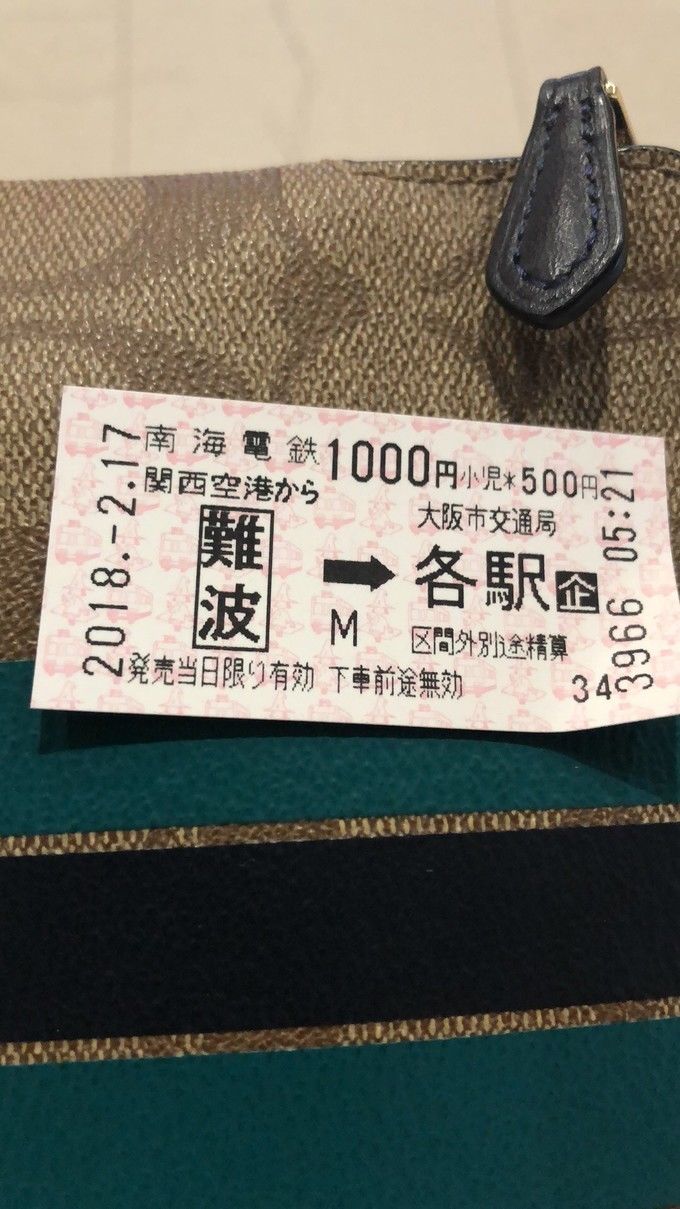 2018.-2.17
南海電鉄1000円小児*500円
関西空港から
大阪市交通局
難波
➡各駅企
M
区間外別途精算
発売当日限り有効 下車前途無効
34
3966 05:21